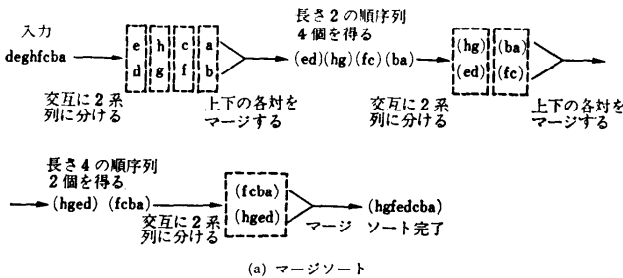 入力
deghfcba
交互に2系
列に分ける
e h c a
d g f b
上下の各対を
マージする
長さ2の順序列
4個を得る
(ed)(hg)(fc)(ba)
交互に2系
列に分ける
(hg) (ba)
(ed) (fc)
上下の各対を
マージする
長さ4の順序列
2個を得る
(hged) (fcba)
交互に2系
列に分ける
(fcba)
(hged)
マージ
(hgfedcba)
ソート完了
(a) マージソート